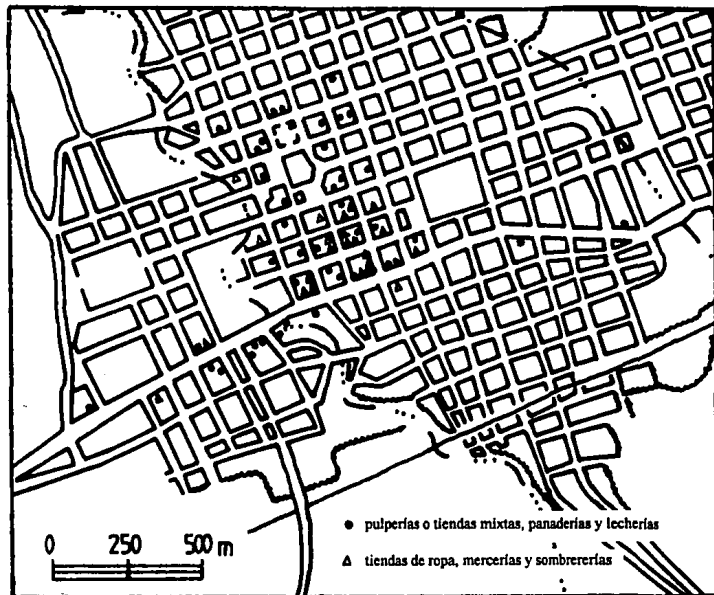 ● pulperías o tiendas mixtas, panaderías y lecherías
0 250 500 m
△ tiendas de ropa, mercerías y sombrererías